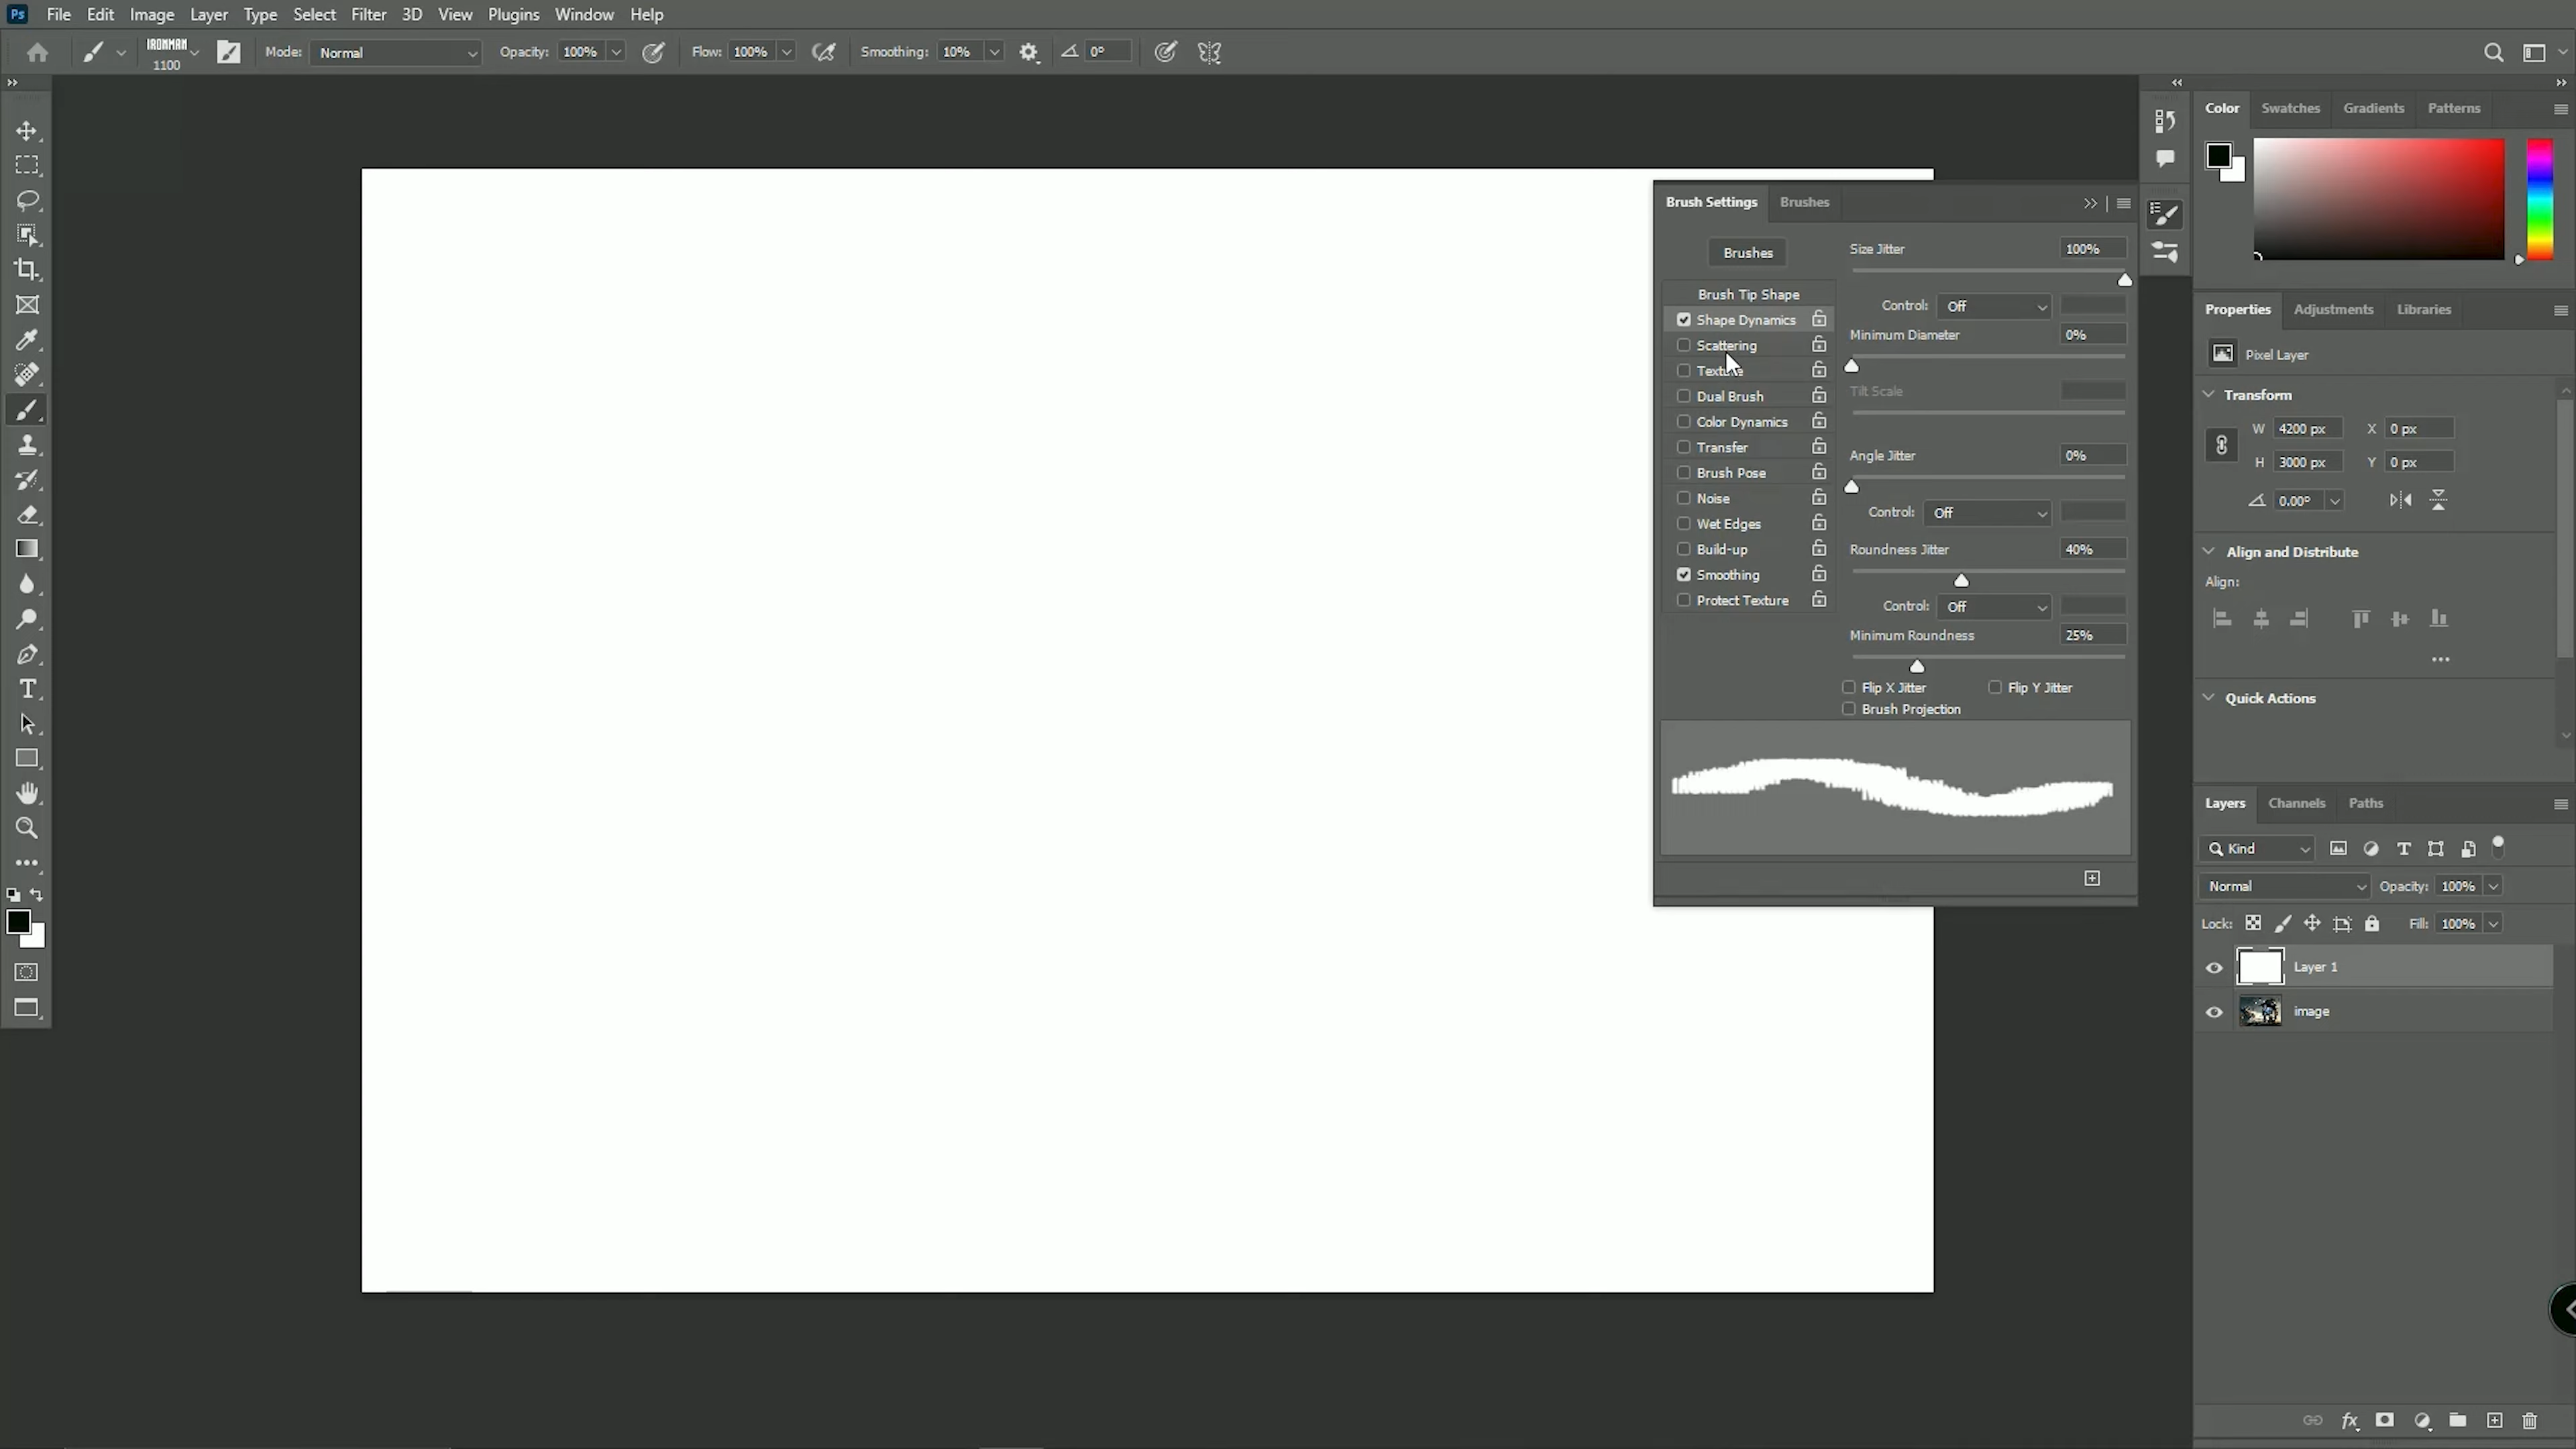 Ps File Edit Image Layer Type Select Filter 3D View Plugins Window Help
IRONMAN
1100
Mode: Normal Opacity: 100% Flow: 100% Smoothing: 10% 0°
Color Swatches Gradients Patterns
Brush Settings Brushes
Brushes
Brush Tip Shape
Shape Dynamics
Scattering
Texture
Dual Brush
Color Dynamics
Transfer
Brush Pose
Noise
Wet Edges
Build-up
Smoothing
Protect Texture
Size Jitter 100%
Control: Off
Minimum Diameter 0%
Tilt Scale
Angle Jitter 0%
Control: Off
Roundness Jitter 40%
Control: Off
Minimum Roundness 25%
Flip X Jitter Flip Y Jitter
Brush Projection
Properties Adjustments Libraries
Pixel Layer
Transform
W 4200 px X 0 px
H 3000 px Y 0 px
0.00°
Align and Distribute
Align:
Quick Actions
Layers Channels Paths
Kind
Normal Opacity: 100%
Lock: Fill: 100%
Layer 1
image